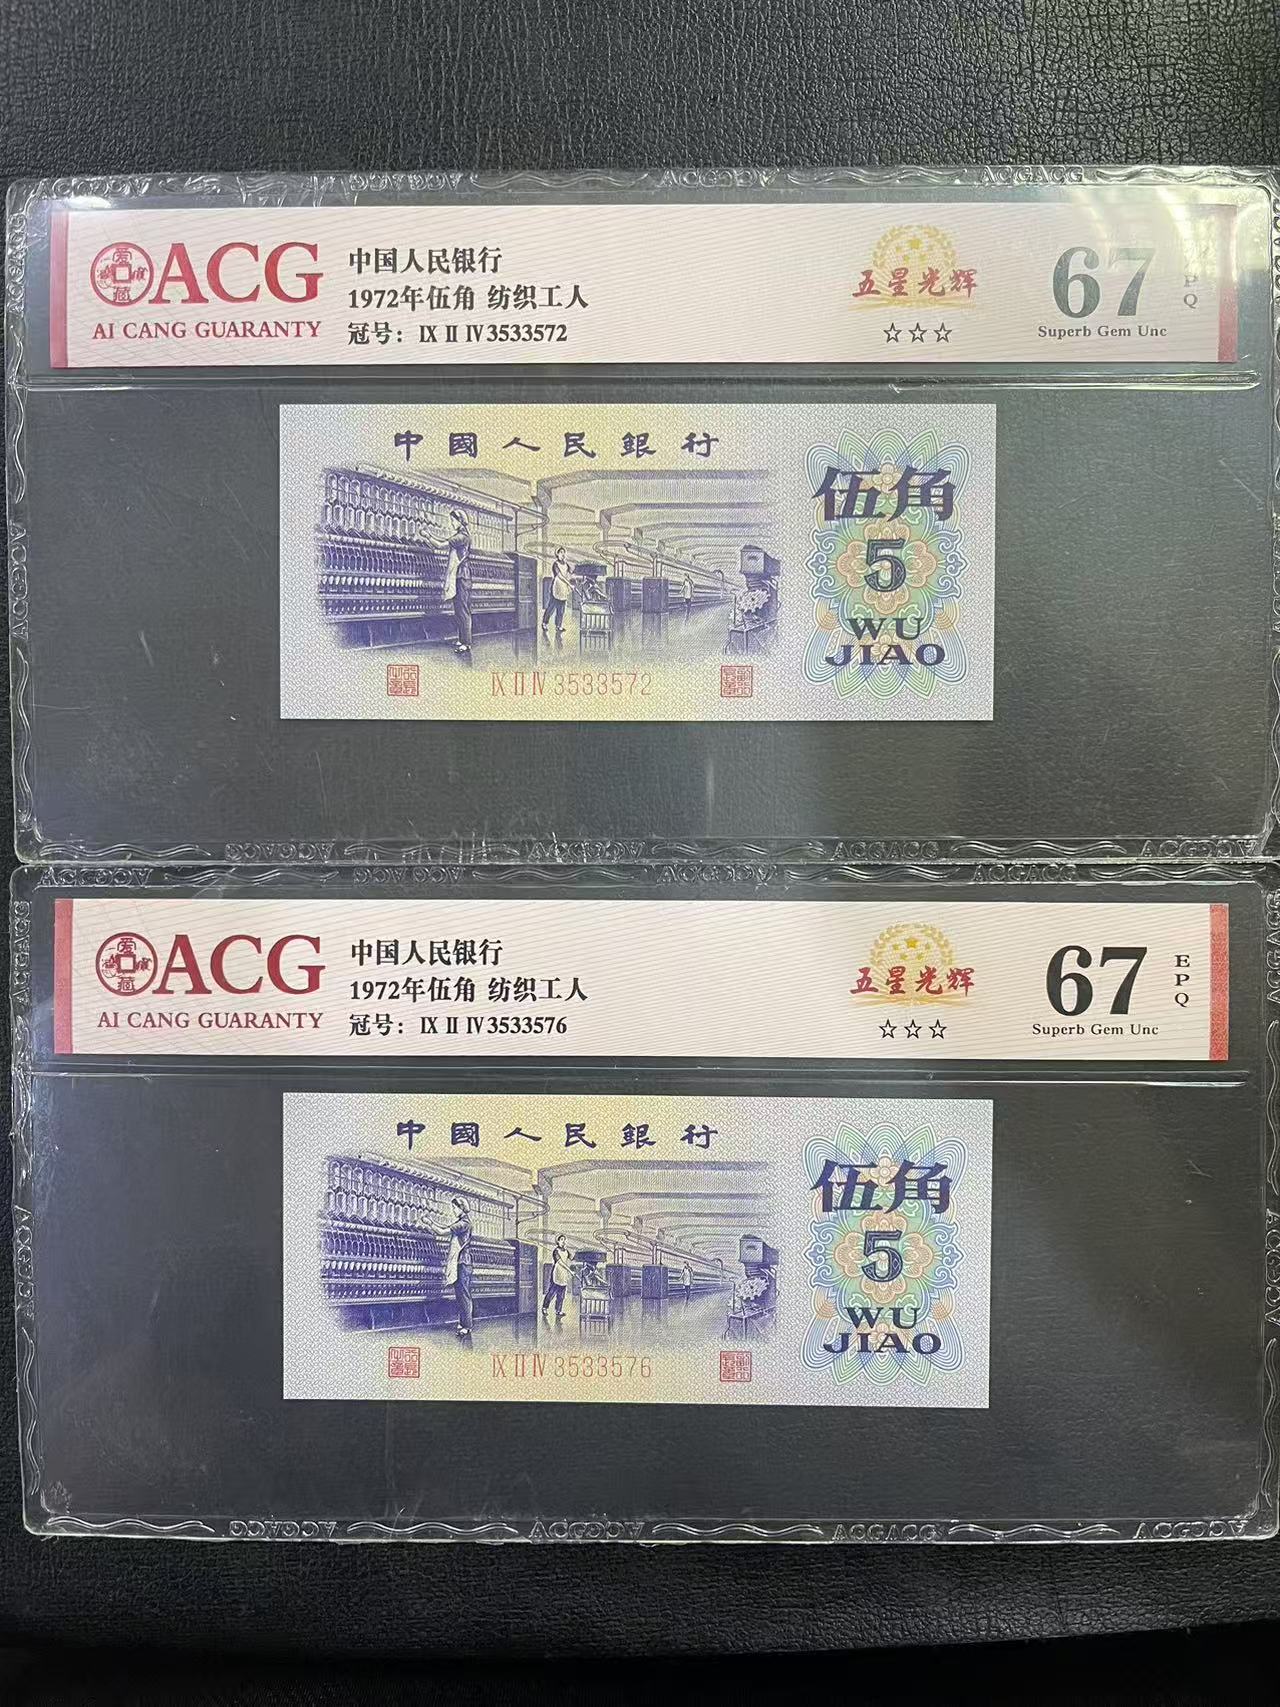 ACG
AI CANG GUARANTY
中国人民银行
1972年伍角 纺织工人
冠号：Ⅸ Ⅱ Ⅳ 3533572
五星光辉
☆☆☆
67
Superb Gem Unc
PQ
中國人民銀行
伍角
5
WU
JIAO
Ⅸ Ⅱ Ⅳ 3533572
ACG
AI CANG GUARANTY
中国人民银行
1972年伍角 纺织工人
冠号：Ⅸ Ⅱ Ⅳ 3533576
五星光辉
☆☆☆
67
Superb Gem Unc
EPQ
中國人民銀行
伍角
5
WU
JIAO
Ⅸ Ⅱ Ⅳ 3533576